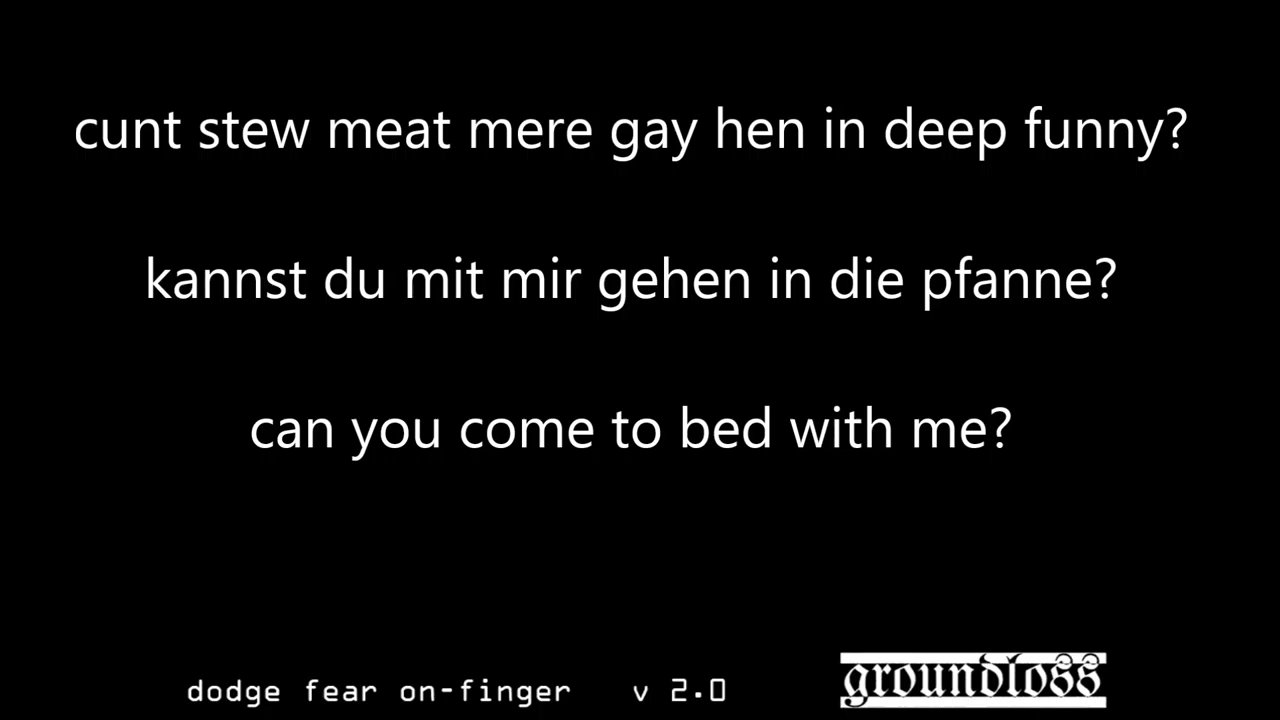 cunt stew meat mere gay hen in deep funny?
kannst du mit mir gehen in die pfanne?
can you come to bed with me?
dodge fear on-finger v 2.0
groundloss